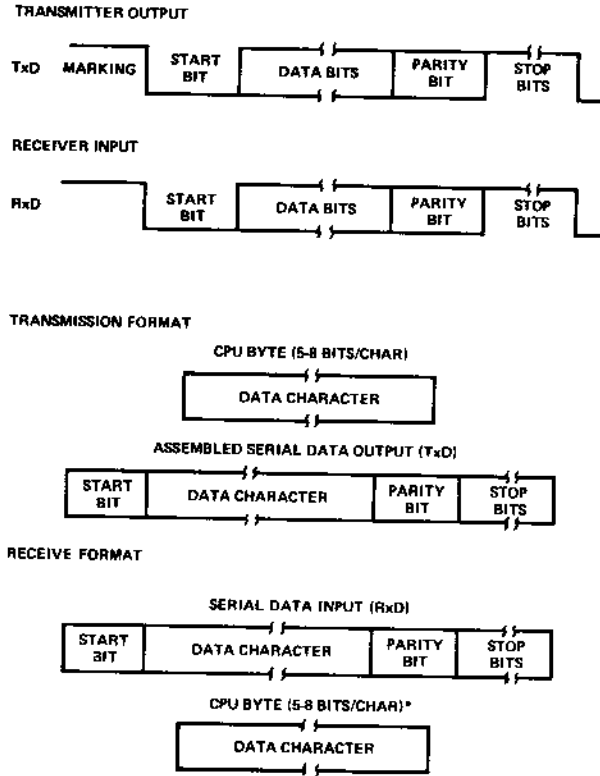 TRANSMITTER OUTPUT
TxD MARKING START BIT DATA BITS PARITY BIT STOP BITS
RECEIVER INPUT
RxD START BIT DATA BITS PARITY BIT STOP BITS
TRANSMISSION FORMAT
CPU BYTE (5-8 BITS/CHAR)
DATA CHARACTER
ASSEMBLED SERIAL DATA OUTPUT (TxD)
START BIT DATA CHARACTER PARITY BIT STOP BITS
RECEIVE FORMAT
SERIAL DATA INPUT (RxD)
START BIT DATA CHARACTER PARITY BIT STOP BITS
CPU BYTE (5-8 BITS/CHAR)*
DATA CHARACTER